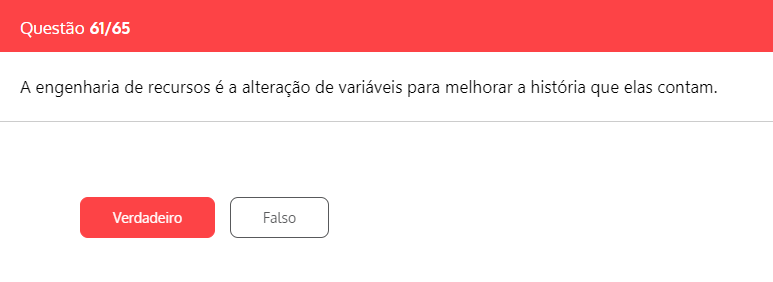 Questão 61/65
A engenharia de recursos é a alteração de variáveis para melhorar a história que elas contam.
Verdadeiro
Falso